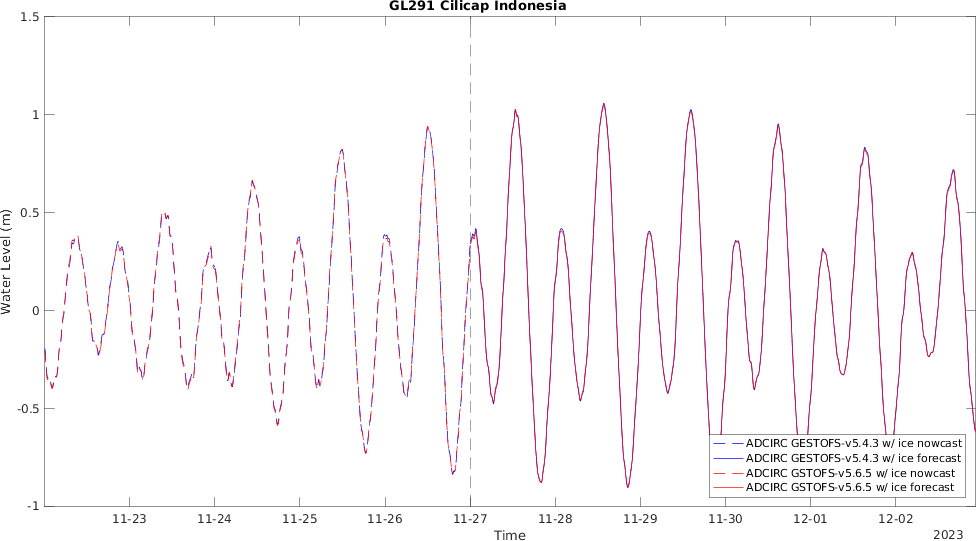 GL291 Cilicap Indonesia
1.5
1
0.5
0
-0.5
-1
Water Level (m)
11-23
11-24
11-25
11-26
11-27
11-28
11-29
11-30
12-01
12-02
Time
2023
ADCIRC GESTOFS-v5.4.3 w/ ice nowcast
ADCIRC GESTOFS-v5.4.3 w/ ice forecast
ADCIRC GSTOFS-v5.6.5 w/ ice nowcast
ADCIRC GSTOFS-v5.6.5 w/ ice forecast